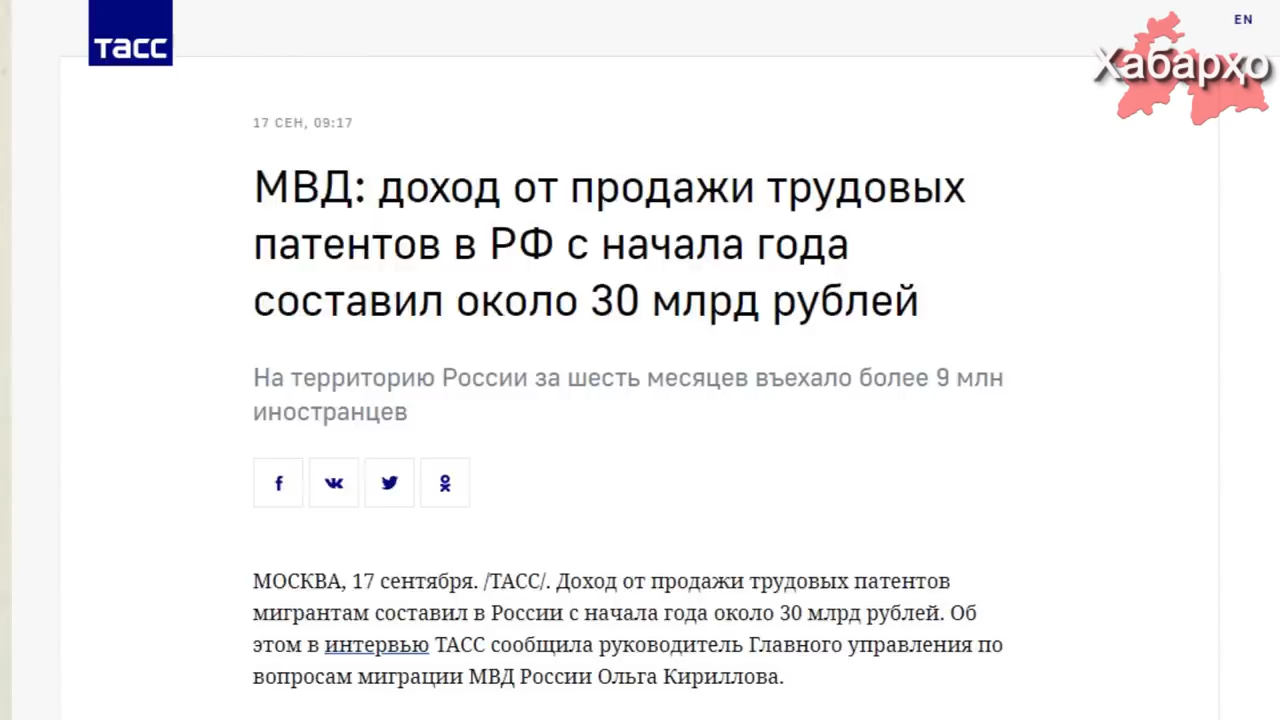 тасс
EN
Хабарҳо
17 СЕН, 09:17
МВД: доход от продажи трудовых
патентов в РФ с начала года
составил около 30 млрд рублей
На территорию России за шесть месяцев въехало более 9 млн
иностранцев
МОСКВА, 17 сентября. /ТАСС/. Доход от продажи трудовых патентов
мигрантам составил в России с начала года около 30 млрд рублей. Об
этом в интервью ТАСС сообщила руководитель Главного управления по
вопросам миграции МВД России Ольга Кириллова.